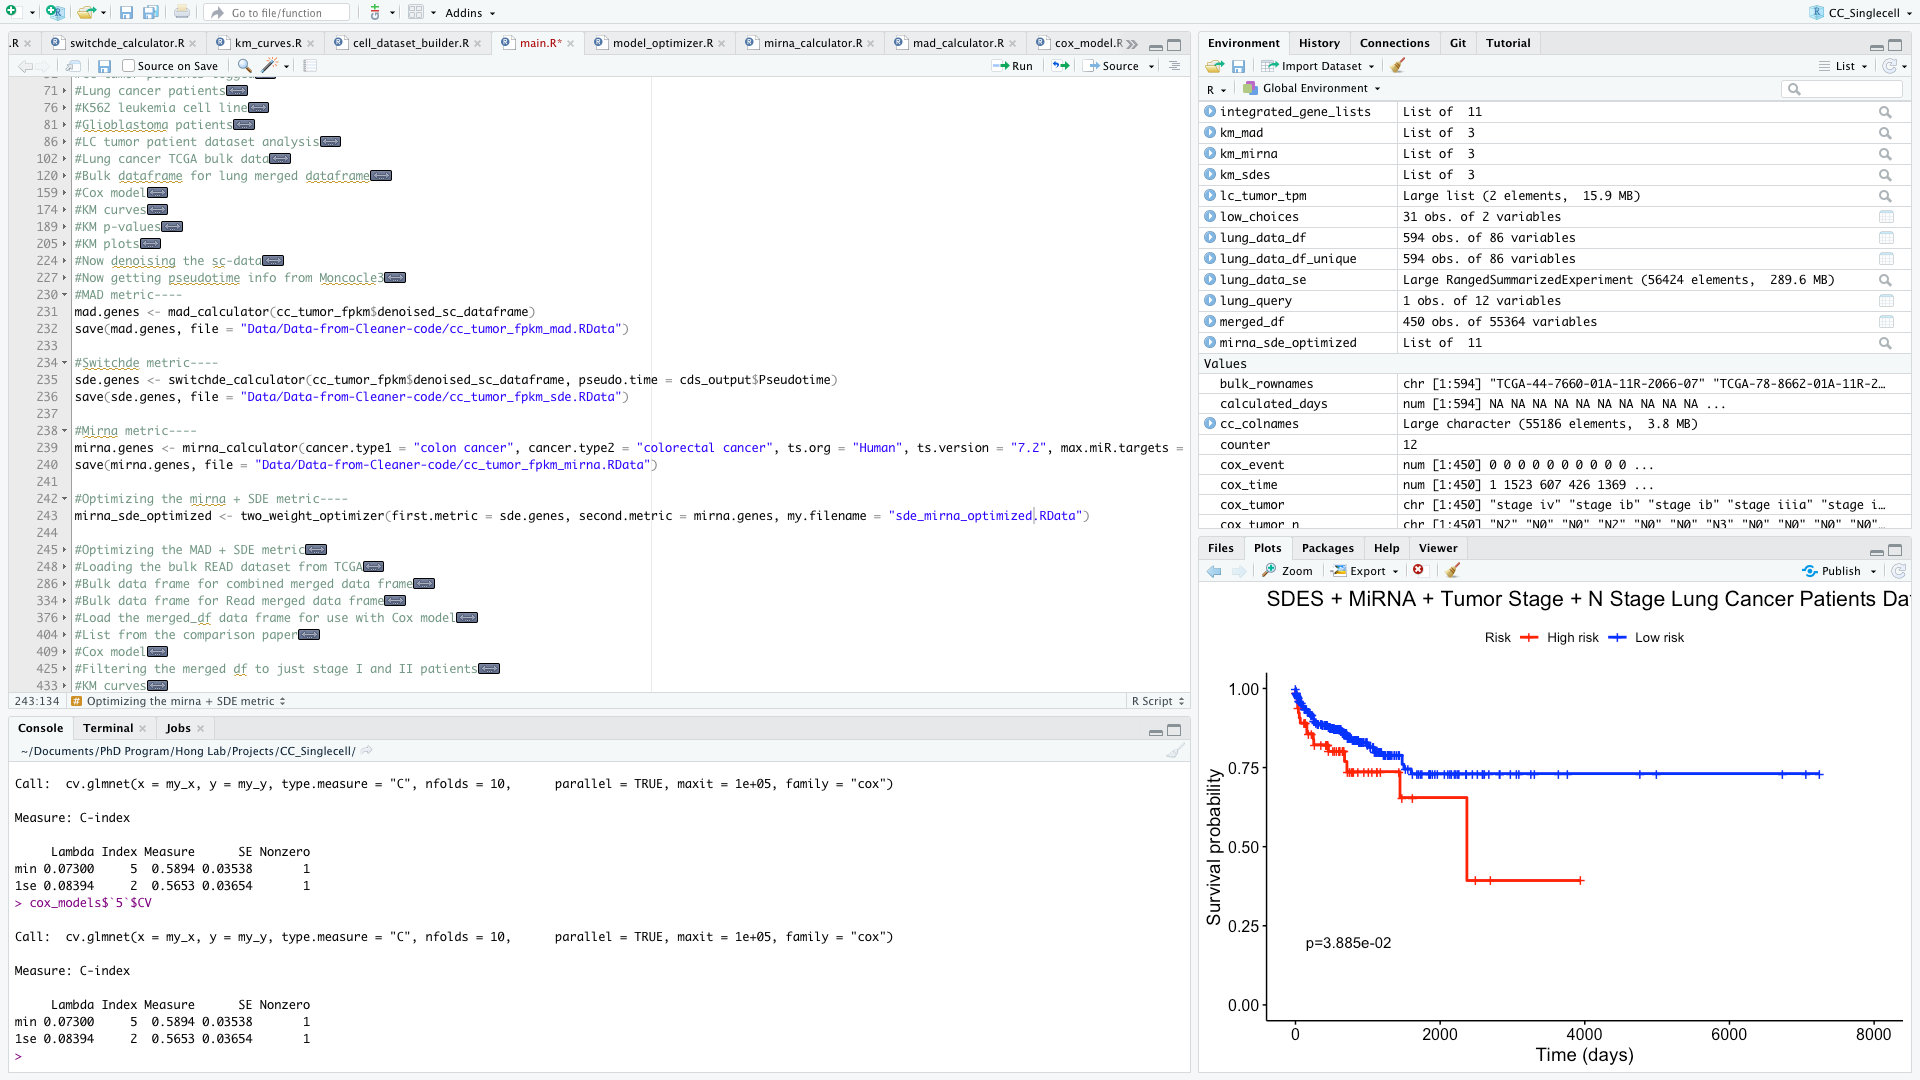 Go to file/function
Addins
CC_Singlecell
.R
switchde_calculator.R
km_curves.R
cell_dataset_builder.R
main.R*
model_optimizer.R
mirna_calculator.R
mad_calculator.R
cox_model.R
Source on Save
Run
Source
71 #Lung cancer patients
76 #K562 leukemia cell line
81 #Glioblastoma patients
86 #LC tumor patient dataset analysis
102 #Lung cancer TCGA bulk data
120 #Bulk dataframe for lung merged dataframe
159 #Cox model
174 #KM curves
189 #KM p-values
205 #KM plots
224 #Now denoising the sc-data
227 #Now getting pseudotime info from Moncocle3
230 #MAD metric----
231 mad.genes <- mad_calculator(cc_tumor_fpkm$denoised_sc_dataframe)
232 save(mad.genes, file = "Data/Data-from-Cleaner-code/cc_tumor_fpkm_mad.RData")
233
234 #Switchde metric----
235 sde.genes <- switchde_calculator(cc_tumor_fpkm$denoised_sc_dataframe, pseudo.time = cds_output$Pseudotime)
236 save(sde.genes, file = "Data/Data-from-Cleaner-code/cc_tumor_fpkm_sde.RData")
237
238 #Mirna metric----
239 mirna.genes <- mirna_calculator(cancer.type1 = "colon cancer", cancer.type2 = "colorectal cancer", ts.org = "Human", ts.version = "7.2", max.miR.targets =
240 save(mirna.genes, file = "Data/Data-from-Cleaner-code/cc_tumor_fpkm_mirna.RData")
241
242 #Optimizing the mirna + SDE metric----
243 mirna_sde_optimized <- two_weight_optimizer(first.metric = sde.genes, second.metric = mirna.genes, my.filename = "sde_mirna_optimized.RData")
244
245 #Optimizing the MAD + SDE metric
248 #Loading the bulk READ dataset from TCGA
286 #Bulk data frame for combined merged data frame
334 #Bulk data frame for Read merged data frame
376 #Load the merged_df data frame for use with Cox model
404 #List from the comparison paper
409 #Cox model
425 #Filtering the merged df to just stage I and II patients
433 #KM curves
243:134 # Optimizing the mirna + SDE metric
R Script
Console
Terminal
Jobs
~/Documents/PhD Program/Hong Lab/Projects/CC_Singlecell/
Call: cv.glmnet(x = my_x, y = my_y, type.measure = "C", nfolds = 10, parallel = TRUE, maxit = 1e+05, family = "cox")
Measure: C-index
Lambda Index Measure SE Nonzero
min 0.07300 5 0.5894 0.03538 1
1se 0.08394 2 0.5653 0.03654 1
> cox_models$`5`$CV
Call: cv.glmnet(x = my_x, y = my_y, type.measure = "C", nfolds = 10, parallel = TRUE, maxit = 1e+05, family = "cox")
Measure: C-index
Lambda Index Measure SE Nonzero
min 0.07300 5 0.5894 0.03538 1
1se 0.08394 2 0.5653 0.03654 1
>
Environment
History
Connections
Git
Tutorial
Import Dataset
List
R
Global Environment
integrated_gene_lists List of 11
km_mad List of 3
km_mirna List of 3
km_sdes List of 3
lc_tumor_tpm Large list (2 elements, 15.9 MB)
low_choices 31 obs. of 2 variables
lung_data_df 594 obs. of 86 variables
lung_data_df_unique 594 obs. of 86 variables
lung_data_se Large RangedSummarizedExperiment (56424 elements, 289.6 MB)
lung_query 1 obs. of 12 variables
merged_df 450 obs. of 55364 variables
mirna_sde_optimized List of 11
Values
bulk_rownames chr [1:594] "TCGA-44-7660-01A-11R-2066-07" "TCGA-78-8662-01A-11R-2…
calculated_days num [1:594] NA NA NA NA NA NA NA NA NA ...
cc_colnames Large character (55186 elements, 3.8 MB)
counter 12
cox_event num [1:450] 0 0 0 0 0 0 0 0 0 0 ...
cox_time num [1:450] 1 1523 607 426 1369 ...
cox_tumor chr [1:450] "stage iv" "stage ib" "stage ib" "stage iiia" "stage i…
cox_tumor_n chr [1:450] "N2" "N0" "N0" "N2" "N0" "N0" "N3" "N0" "N0" "N0" "N0"…
Files
Plots
Packages
Help
Viewer
Zoom
Export
Publish
SDES + MiRNA + Tumor Stage + N Stage Lung Cancer Patients Dat
Risk High risk Low risk
Survival probability
1.00
0.75
0.50
0.25
0.00
p=3.885e-02
0 2000 4000 6000 8000
Time (days)